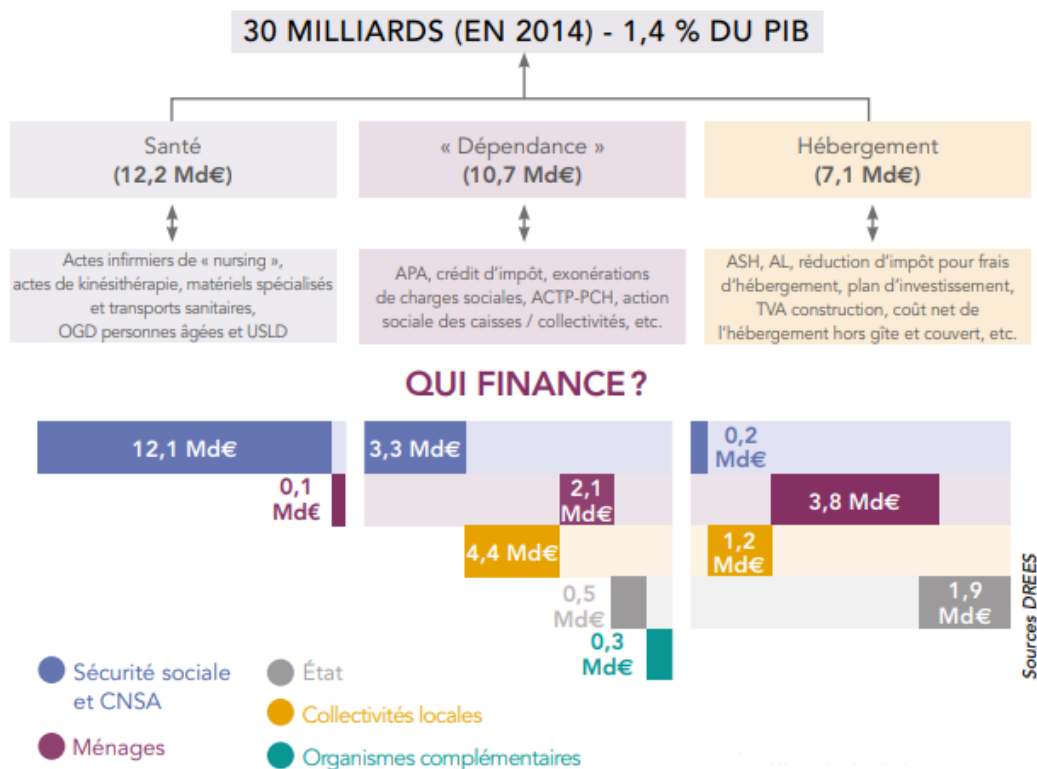 30 MILLIARDS (EN 2014) - 1,4 % DU PIB
Santé
(12,2 Md€)
« Dépendance »
(10,7 Md€)
Hébergement
(7,1 Md€)
Actes infirmiers de « nursing »,
actes de kinésithérapie, matériels spécialisés
et transports sanitaires,
OGD personnes âgées et USLD
APA, crédit d'impôt, exonérations
de charges sociales, ACTP-PCH, action
sociale des caisses / collectivités, etc.
ASH, AL, réduction d'impôt pour frais
d'hébergement, plan d'investissement,
TVA construction, coût net de
l'hébergement hors gîte et couvert, etc.
QUI FINANCE ?
12,1 Md€
0,1
Md€
3,3 Md€
2,1
Md€
4,4 Md€
0,5
Md€
0,3
Md€
0,2
Md€
3,8 Md€
1,2
Md€
1,9
Md€
Sources DREES
Sécurité sociale
et CNSA
Ménages
État
Collectivités locales
Organismes complémentaires